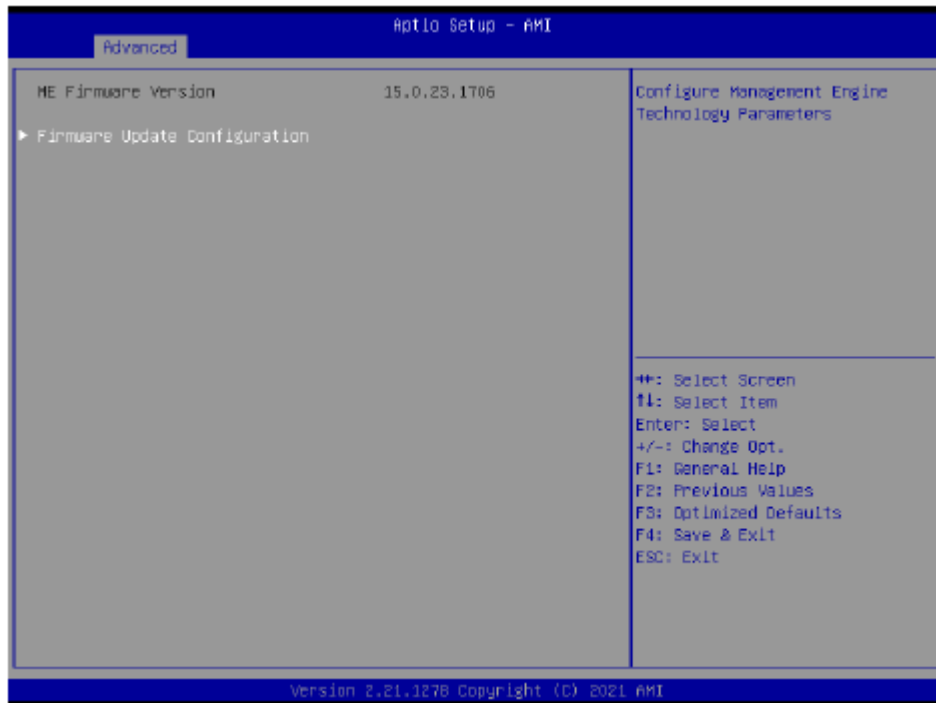 Aptio Setup - AMI
Advanced
ME Firmware Version 15.0.23.1706
Firmware Update Configuration
Configure Management Engine
Technology Parameters
→←: Select Screen
↑↓: Select Item
Enter: Select
+/-: Change Opt.
F1: General Help
F2: Previous Values
F3: Optimized Defaults
F4: Save & Exit
ESC: Exit
Version 2.21.1278 Copyright (C) 2021 AMI